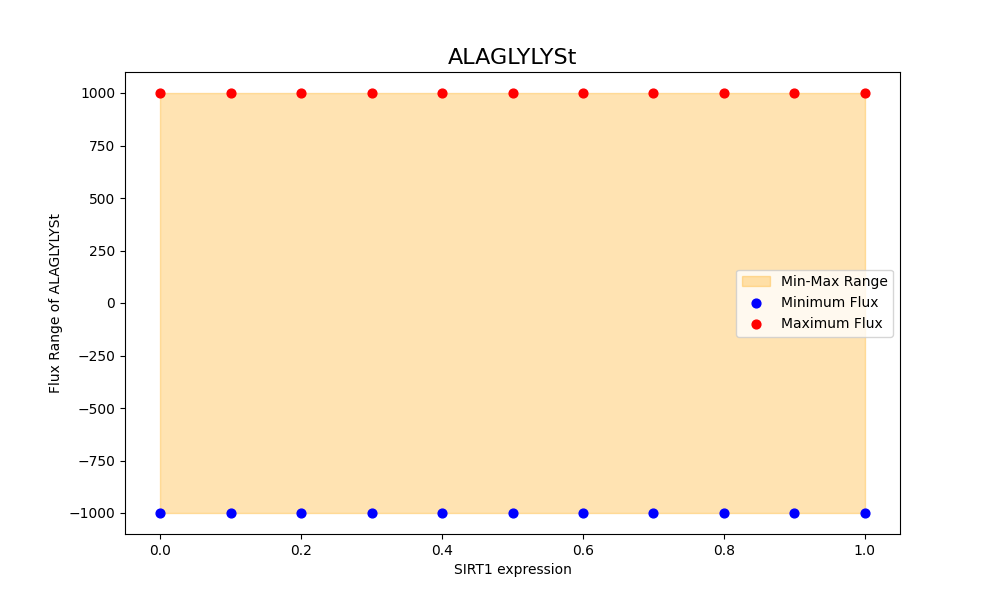 ALAGLYLYSt
Flux Range of ALAGLYLYSt
1000
750
500
250
0
−250
−500
−750
−1000
Min-Max Range
Minimum Flux
Maximum Flux
0.0 0.2 0.4 0.6 0.8 1.0
SIRT1 expression